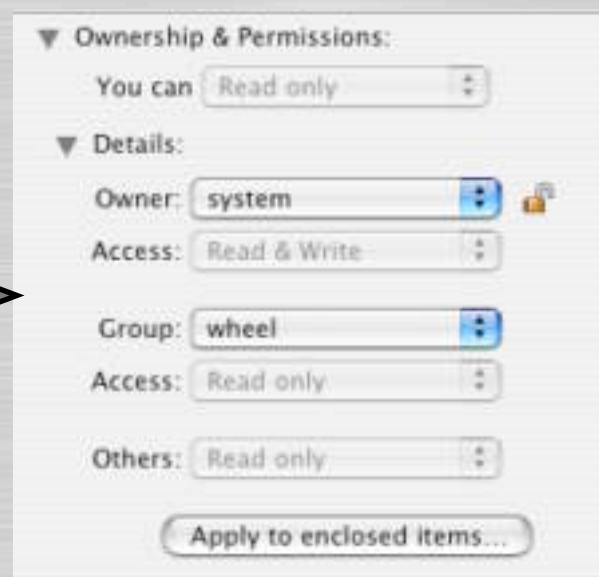 Ownership & Permissions:
You can Read only
Details:
Owner: system
Access: Read & Write
Group: wheel
Access: Read only
Others: Read only
Apply to enclosed items...